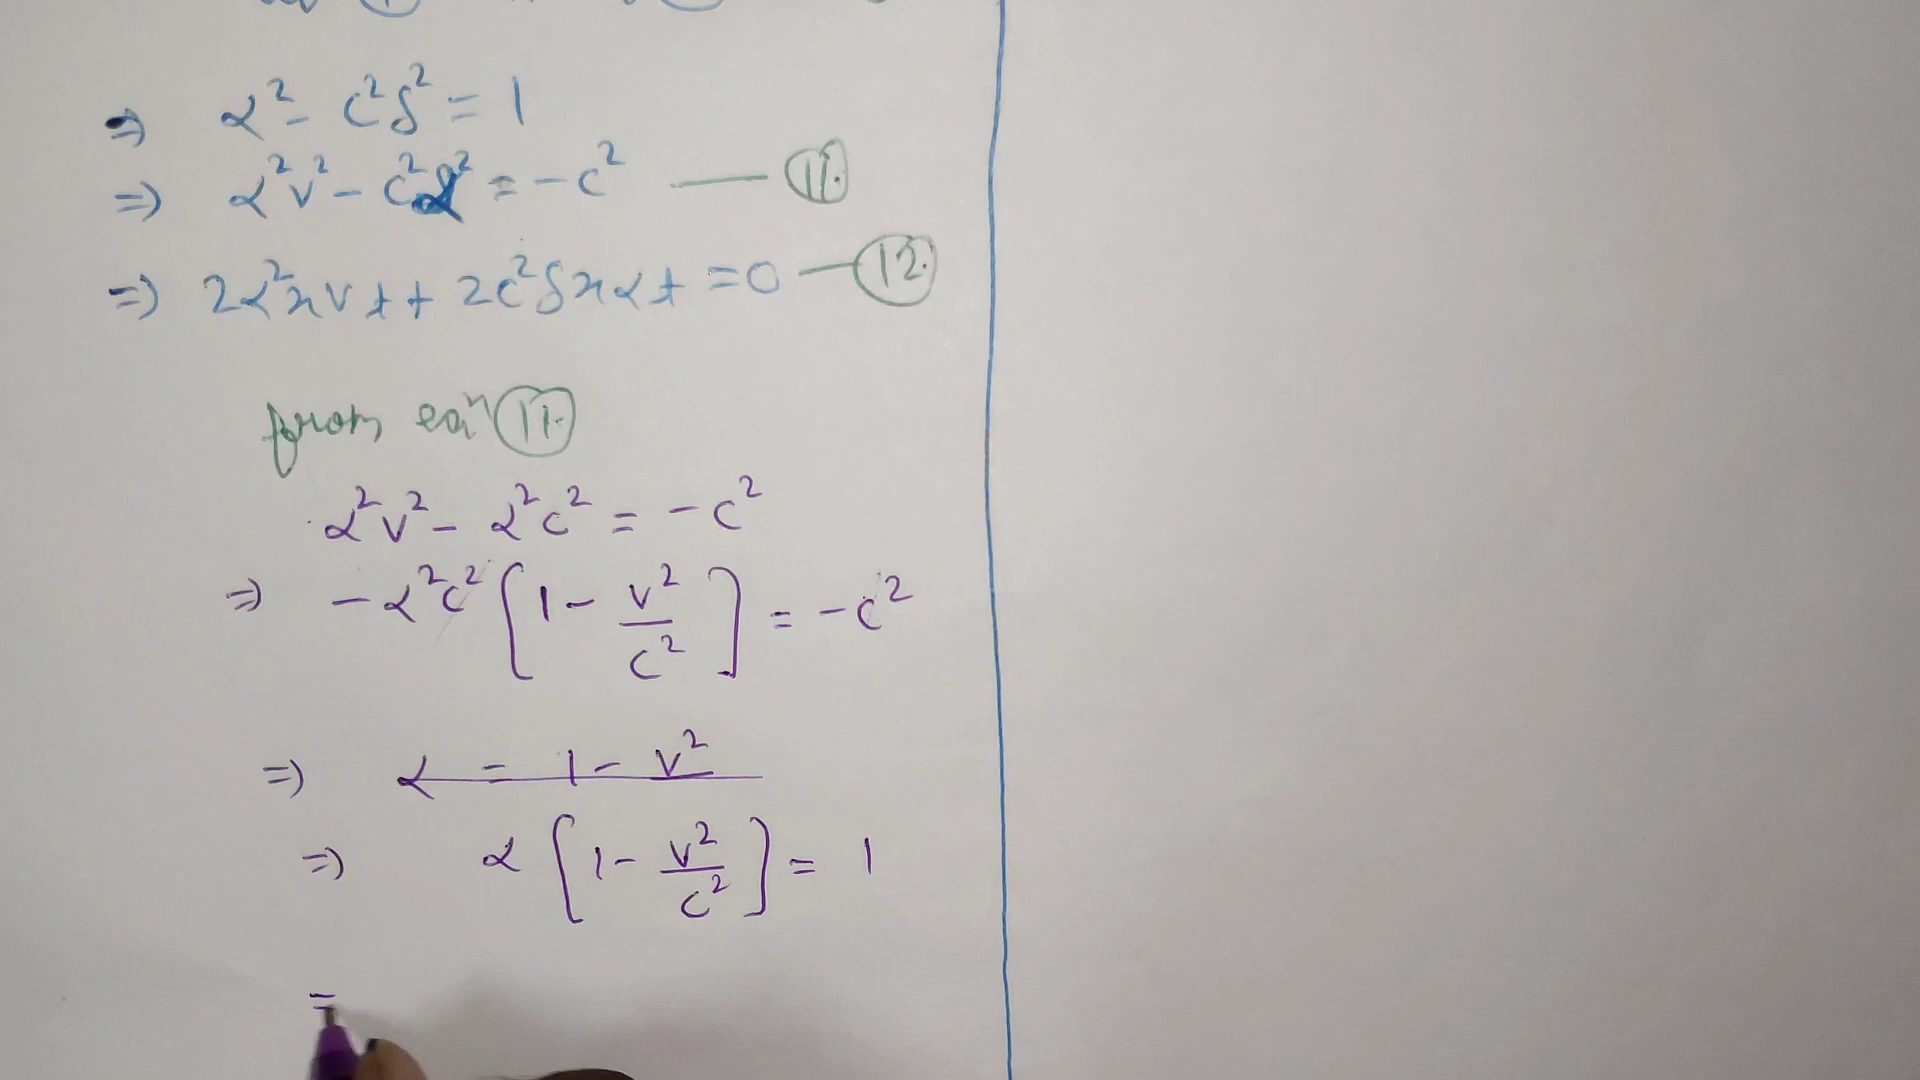 ⇒ α² - c²δ² = 1
⇒ α²v² - c²α² = -c² — (11.)
⇒ 2α²xvt + 2c²δxαt = 0 — (12.)
from eqⁿ (11.)
α²v² - α²c² = -c²
⇒ -α²c² [1 - v²/c²] = -c²
⇒ α = 1 - v²
⇒ α [1 - v²/c²] = 1
=